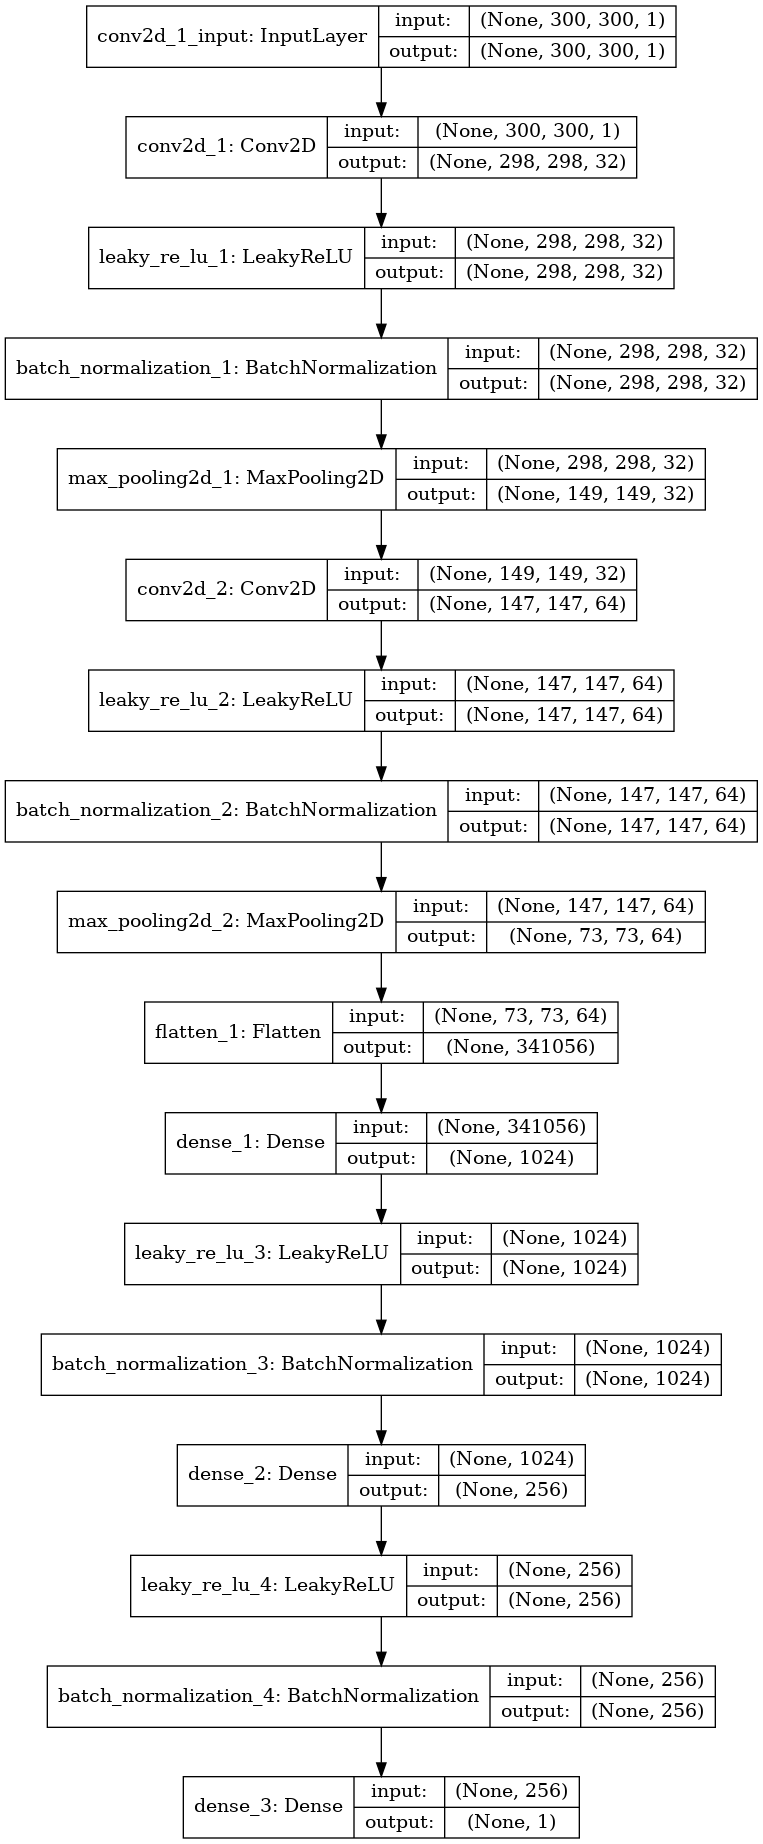 conv2d_1_input: InputLayer
input: (None, 300, 300, 1)
output: (None, 300, 300, 1)
conv2d_1: Conv2D
input: (None, 300, 300, 1)
output: (None, 298, 298, 32)
leaky_re_lu_1: LeakyReLU
input: (None, 298, 298, 32)
output: (None, 298, 298, 32)
batch_normalization_1: BatchNormalization
input: (None, 298, 298, 32)
output: (None, 298, 298, 32)
max_pooling2d_1: MaxPooling2D
input: (None, 298, 298, 32)
output: (None, 149, 149, 32)
conv2d_2: Conv2D
input: (None, 149, 149, 32)
output: (None, 147, 147, 64)
leaky_re_lu_2: LeakyReLU
input: (None, 147, 147, 64)
output: (None, 147, 147, 64)
batch_normalization_2: BatchNormalization
input: (None, 147, 147, 64)
output: (None, 147, 147, 64)
max_pooling2d_2: MaxPooling2D
input: (None, 147, 147, 64)
output: (None, 73, 73, 64)
flatten_1: Flatten
input: (None, 73, 73, 64)
output: (None, 341056)
dense_1: Dense
input: (None, 341056)
output: (None, 1024)
leaky_re_lu_3: LeakyReLU
input: (None, 1024)
output: (None, 1024)
batch_normalization_3: BatchNormalization
input: (None, 1024)
output: (None, 1024)
dense_2: Dense
input: (None, 1024)
output: (None, 256)
leaky_re_lu_4: LeakyReLU
input: (None, 256)
output: (None, 256)
batch_normalization_4: BatchNormalization
input: (None, 256)
output: (None, 256)
dense_3: Dense
input: (None, 256)
output: (None, 1)